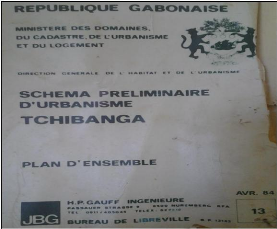 REPUBLIQUE GABONAISE
MINISTERE DES DOMAINES,
DU CADASTRE, DE L'URBANISME
ET DU LOGEMENT
DIRECTION GENERALE DE L'HABITAT ET DE L'URBANISME
SCHEMA PRELIMINAIRE
D'URBANISME
TCHIBANGA
PLAN D'ENSEMBLE
AVR. 84
JBG
H.P. GAUFF INGENIEURE
BUREAU DE LIBREVILLE
13